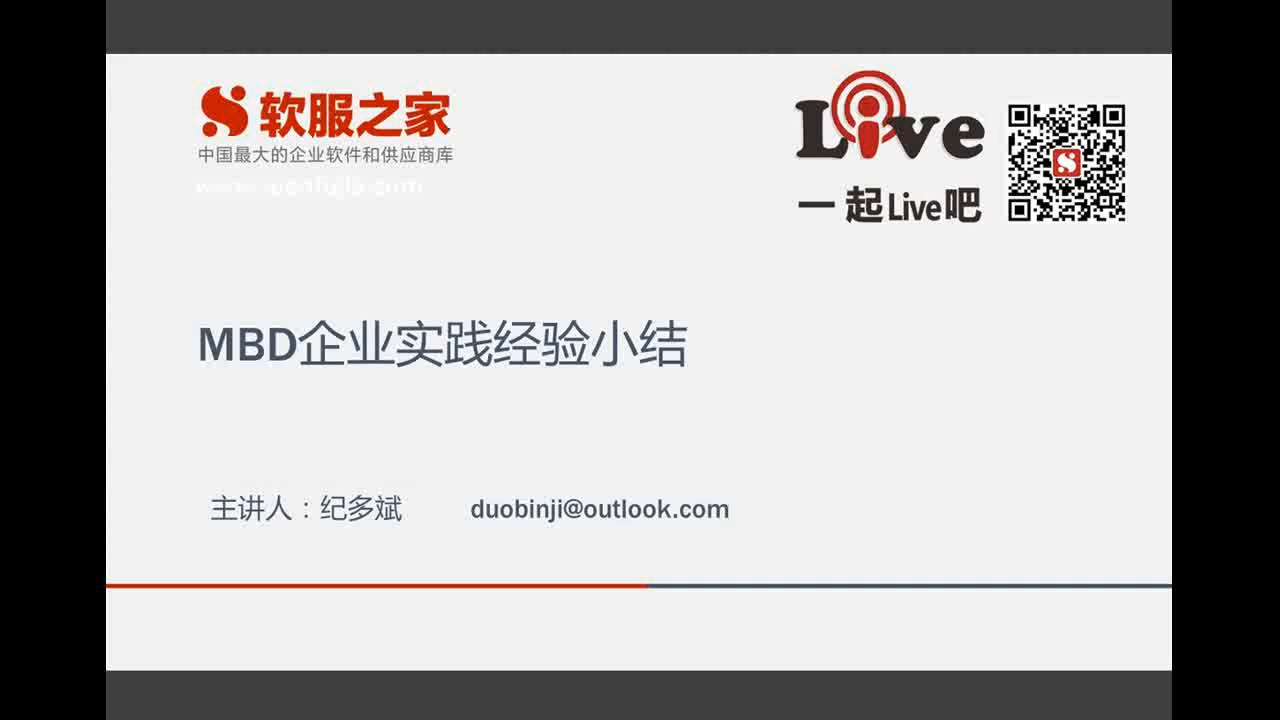 软服之家
中国最大的企业软件和供应商库
Live
一起Live吧
MBD企业实践经验小结
主讲人：纪多斌 duobinji@outlook.com